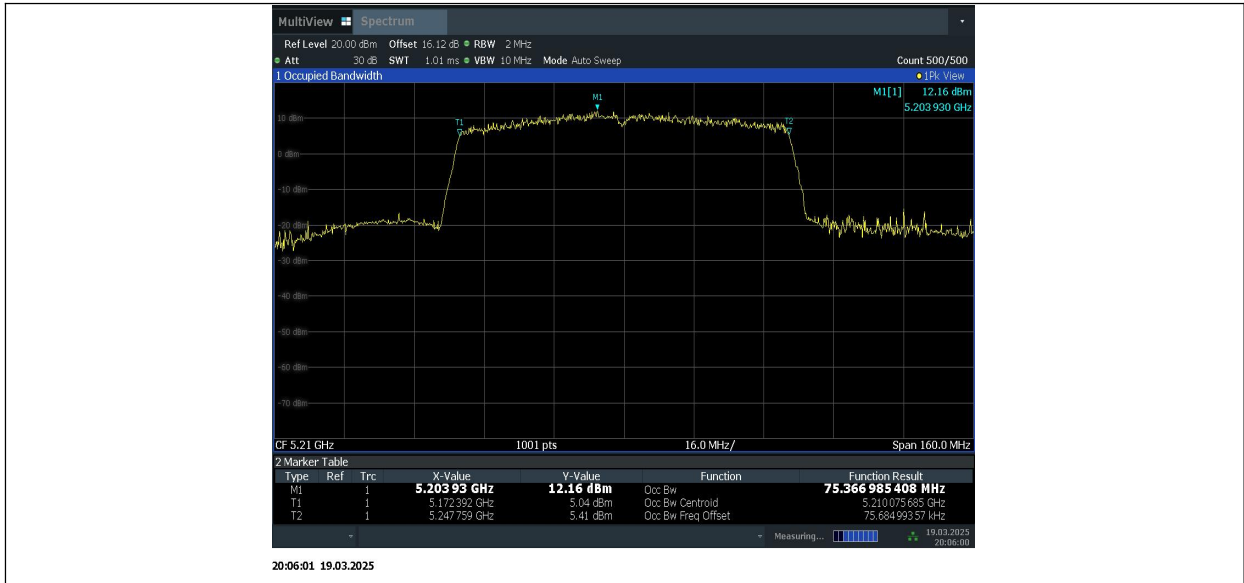 MultiView Spectrum
Ref Level 20.00 dBm Offset 16.12 dB RBW 2 MHz
Att 30 dB SWT 1.01 ms VBW 10 MHz Mode Auto Sweep Count 500/500
1 Occupied Bandwidth 1Pk View
M1[1] 12.16 dBm
5.203 930 GHz
M1
10 dBm
T1
T2
0 dBm
-10 dBm
-20 dBm
-30 dBm
-40 dBm
-50 dBm
-60 dBm
-70 dBm
CF 5.21 GHz 1001 pts 16.0 MHz/ Span 160.0 MHz
2 Marker Table
Type Ref Trc X-Value Y-Value Function Function Result
M1 1 5.203 93 GHz 12.16 dBm Occ Bw 75.366 985 408 MHz
T1 1 5.172 392 GHz 5.04 dBm Occ Bw Centroid 5.210 075 685 GHz
T2 1 5.247 759 GHz 5.41 dBm Occ Bw Freq Offset 75.684 993 57 kHz
Measuring... 19.03.2025
20:06:00
20:06:01 19.03.2025